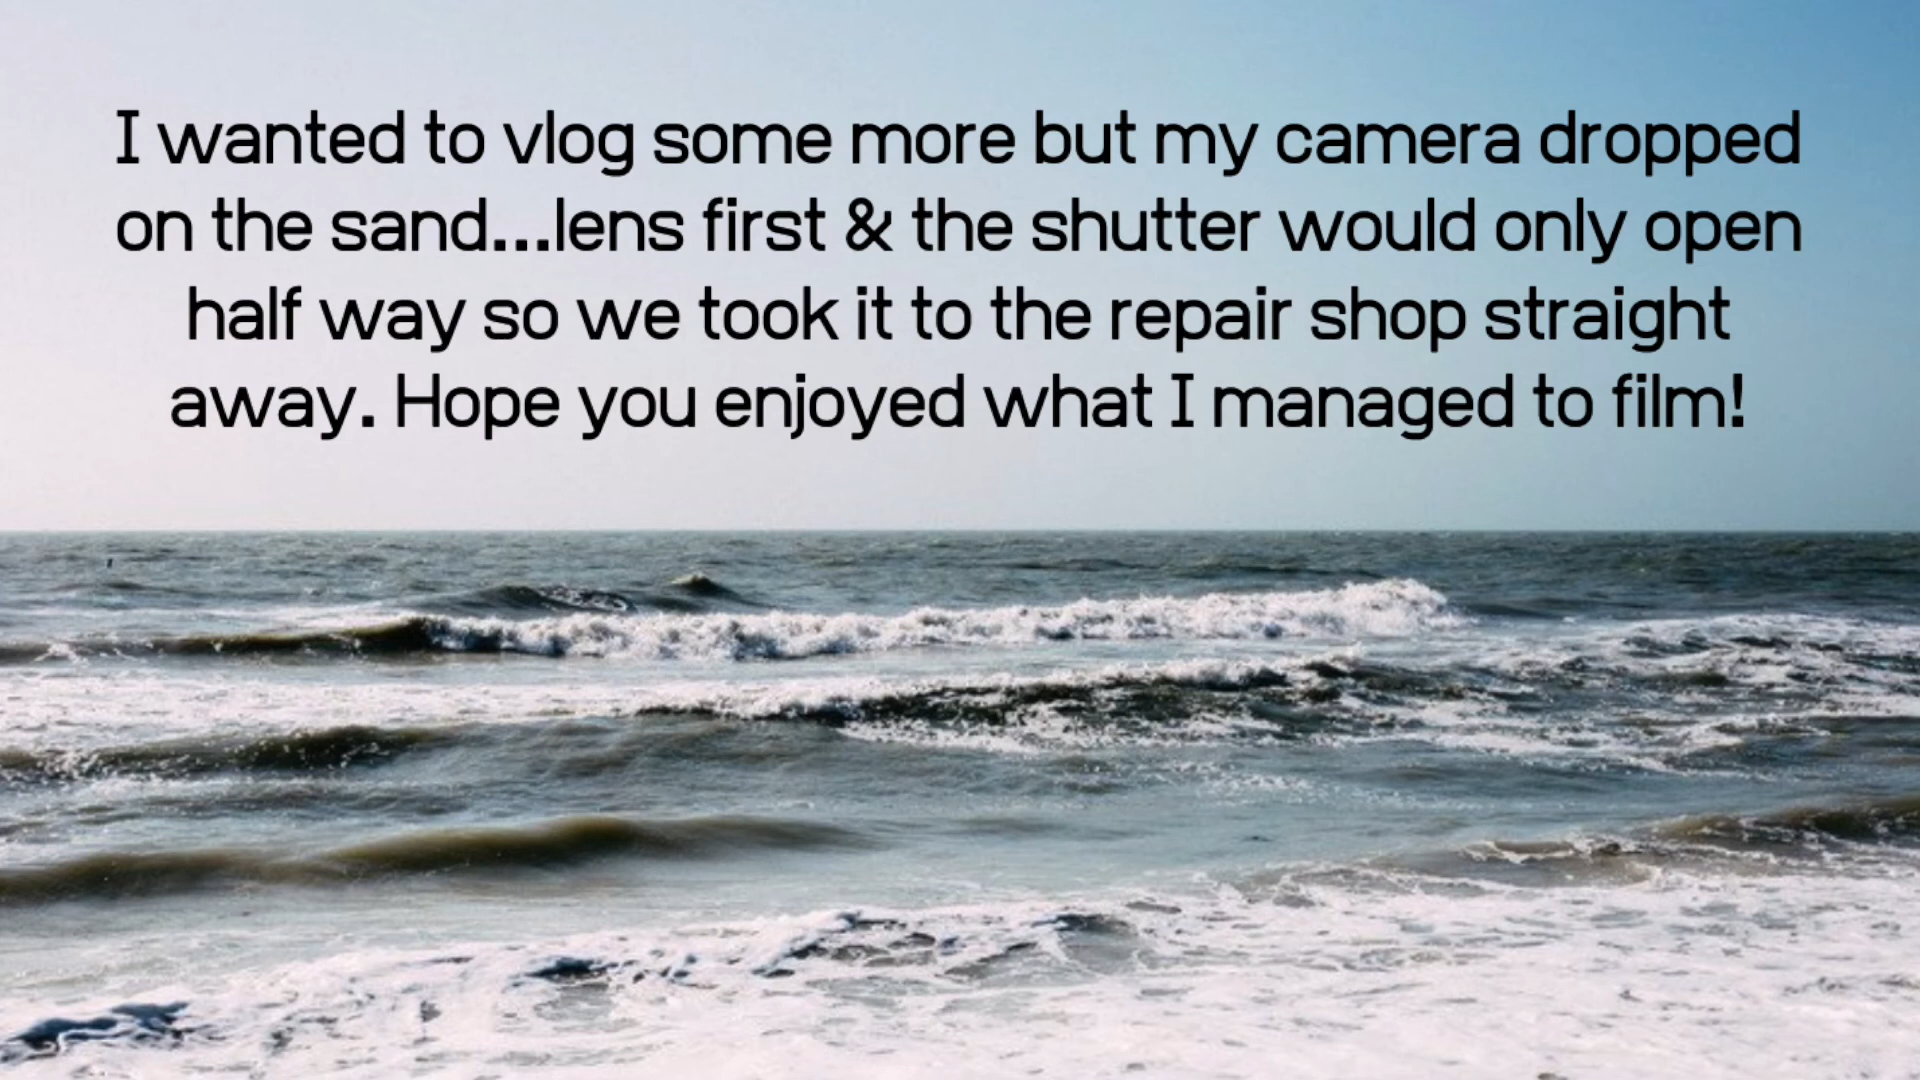 I wanted to vlog some more but my camera dropped
on the sand...lens first & the shutter would only open
half way so we took it to the repair shop straight
away. Hope you enjoyed what I managed to film!